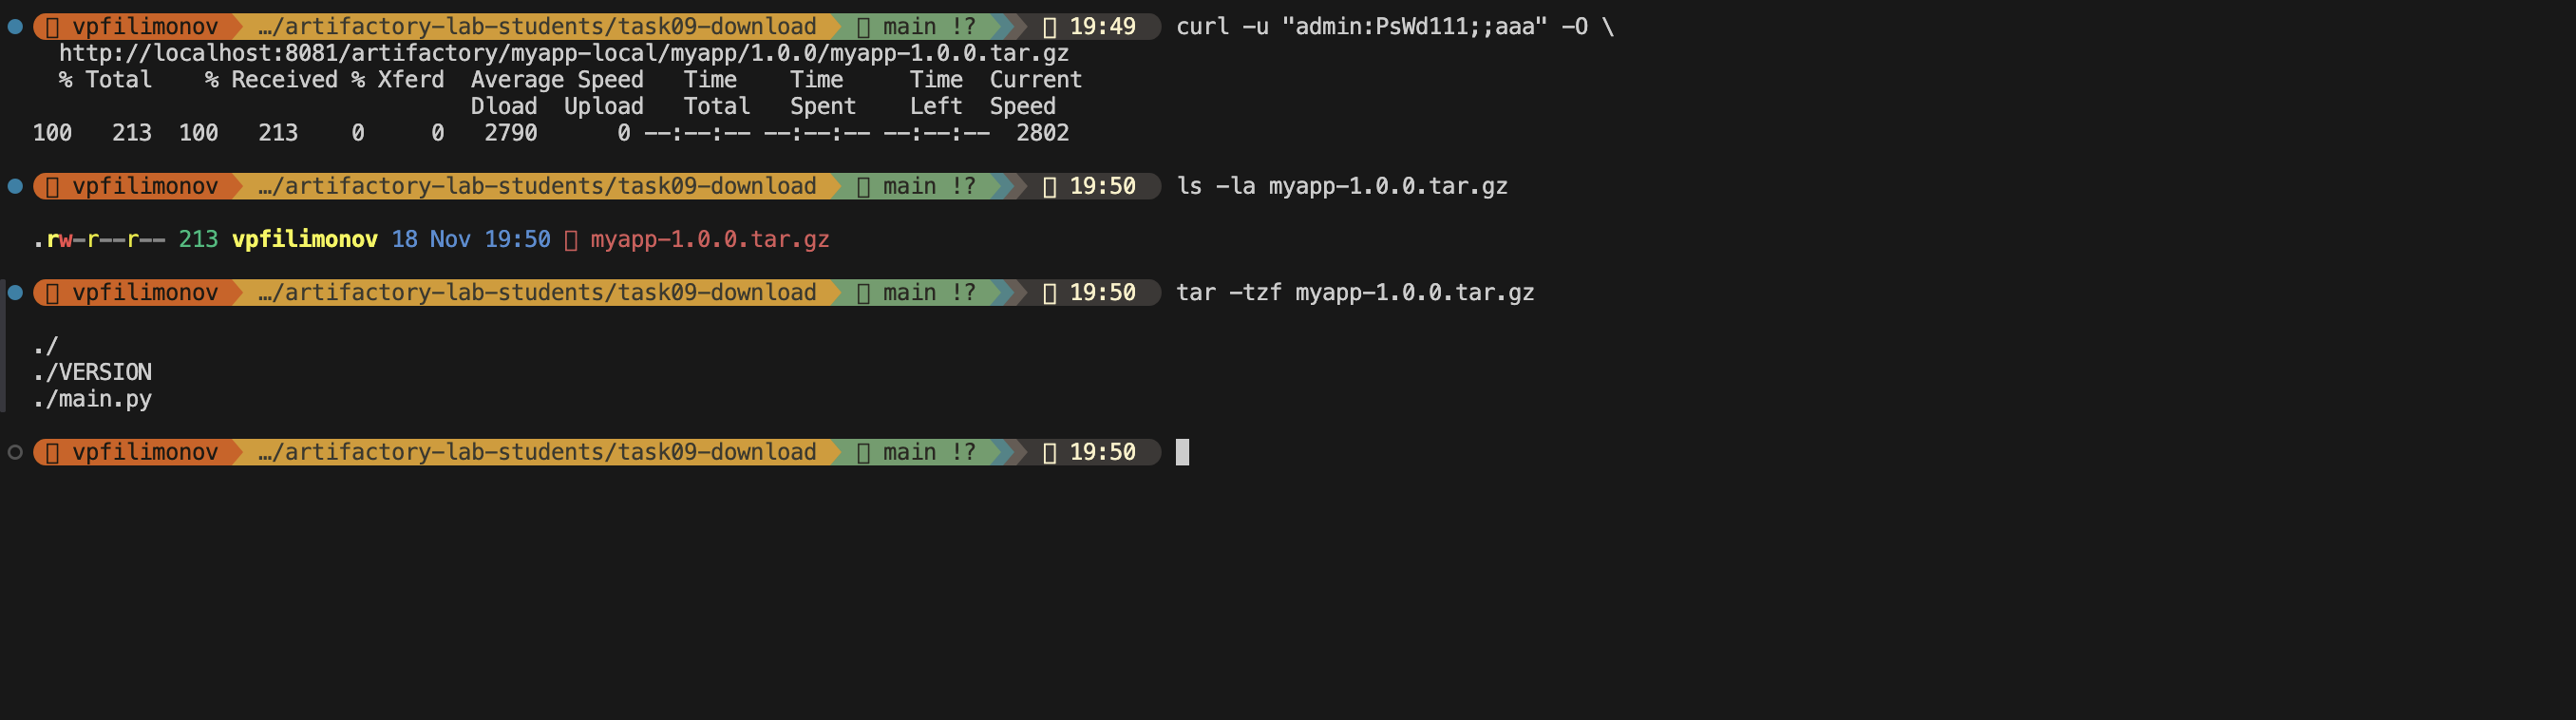 vpfilimonov …/artifactory-lab-students/task09-download main !? 19:49 curl -u "admin:PsWd111;;aaa" -O \
http://localhost:8081/artifactory/myapp-local/myapp/1.0.0/myapp-1.0.0.tar.gz
% Total % Received % Xferd Average Speed Time Time Time Current
Dload Upload Total Spent Left Speed
100 213 100 213 0 0 2790 0 --:--:-- --:--:-- --:--:-- 2802
vpfilimonov …/artifactory-lab-students/task09-download main !? 19:50 ls -la myapp-1.0.0.tar.gz
.rw-r--r-- 213 vpfilimonov 18 Nov 19:50 myapp-1.0.0.tar.gz
vpfilimonov …/artifactory-lab-students/task09-download main !? 19:50 tar -tzf myapp-1.0.0.tar.gz
./
./VERSION
./main.py
vpfilimonov …/artifactory-lab-students/task09-download main !? 19:50